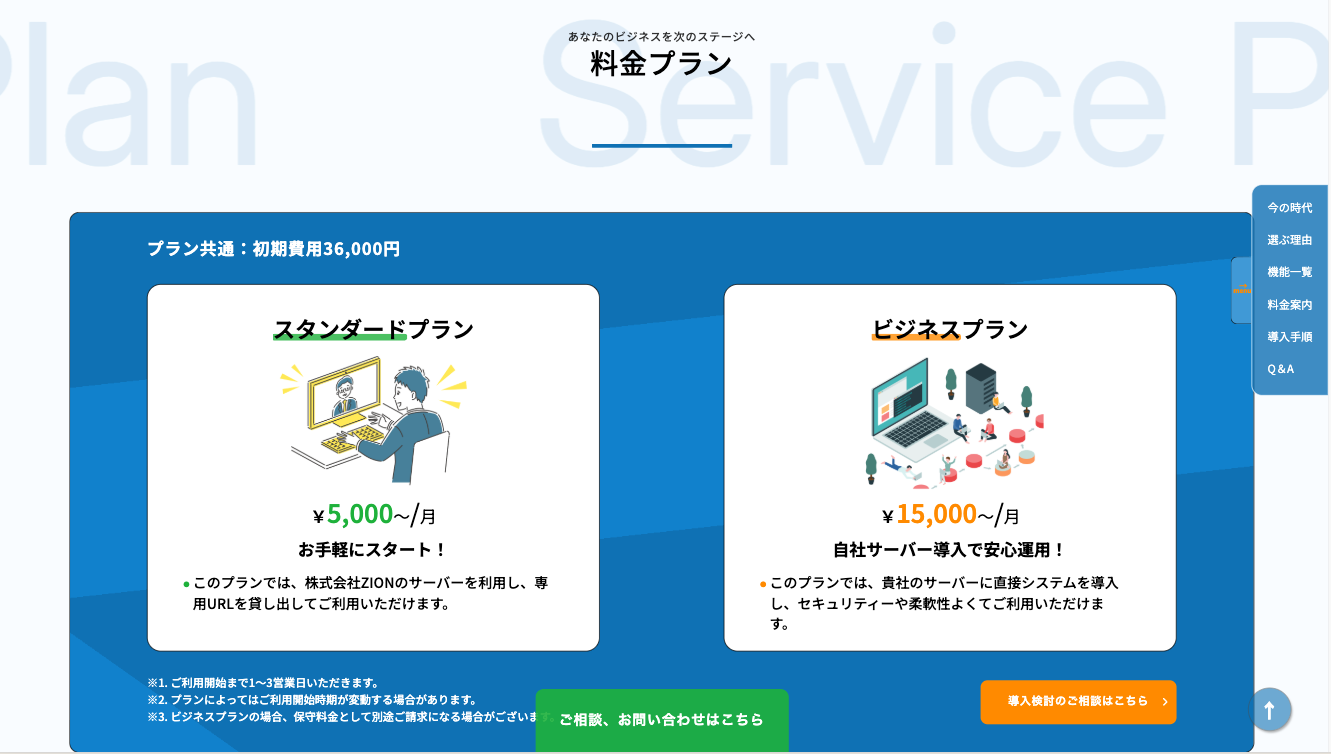 Plan Service P
あなたのビジネスを次のステージへ
料金プラン
今の時代
選ぶ理由
機能一覧
料金案内
導入手順
Q&A
プラン共通：初期費用36,000円
スタンダードプラン
¥5,000〜/月
お手軽にスタート！
このプランでは、株式会社ZIONのサーバーを利用し、専
用URLを貸し出してご利用いただけます。
ビジネスプラン
¥15,000〜/月
自社サーバー導入で安心運用！
このプランでは、貴社のサーバーに直接システムを導入
し、セキュリティーや柔軟性よくてご利用いただけま
す。
※1. ご利用開始まで1〜3営業日いただきます。
※2. プランによってはご利用開始時期が変動する場合があります。
※3. ビジネスプランの場合、保守料金として別途ご請求になる場合がございます。
ご相談、お問い合わせはこちら
導入検討のご相談はこちら